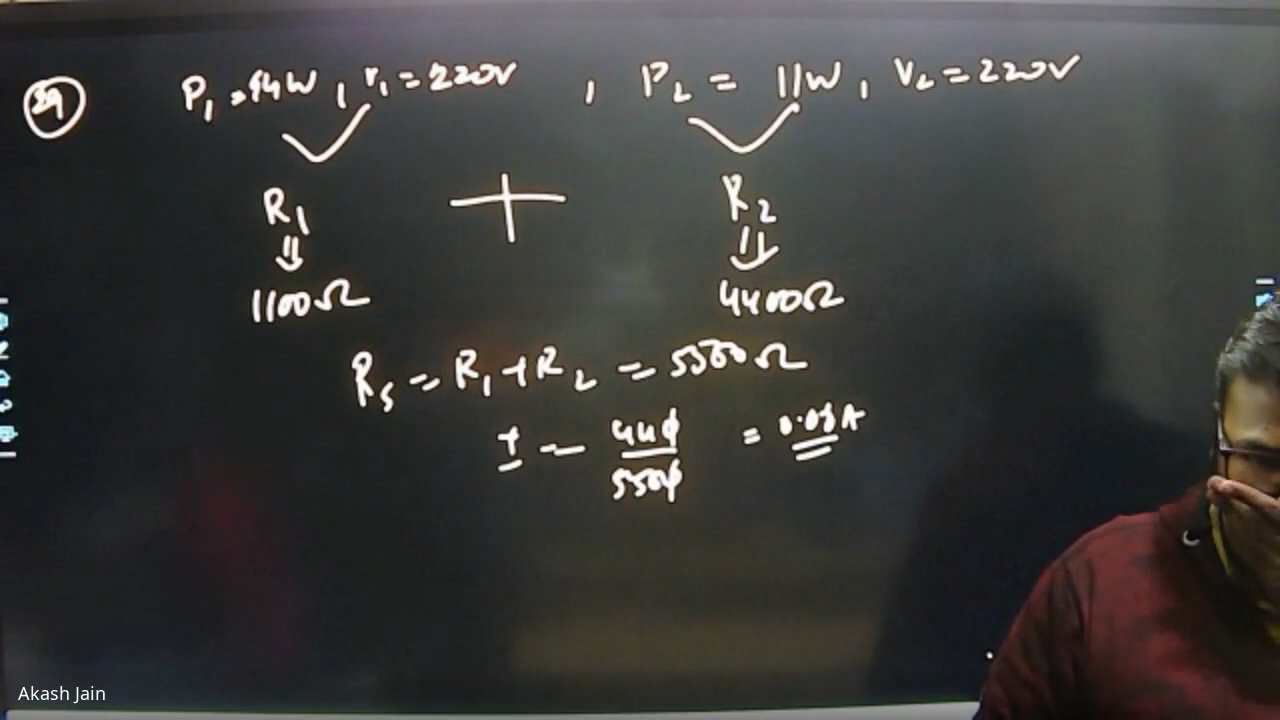 29
P₁ = 44W, V₁ = 220V, P₂ = 11W, V₂ = 220V
R₁ + R₂
⇓ ⇓
1100Ω 4400Ω
Rs = R₁ + R₂ = 5500Ω
I = 440/5500 = 0.08A
Akash Jain